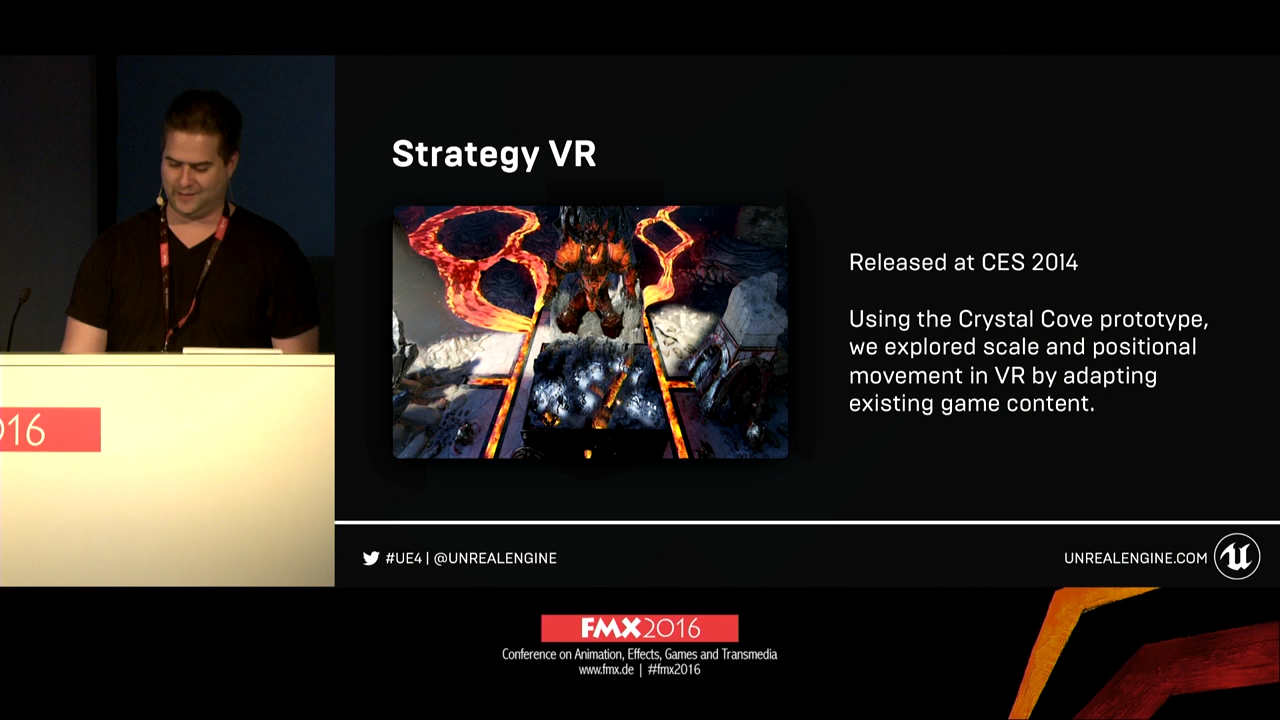 Strategy VR
Released at CES 2014
Using the Crystal Cove prototype,
we explored scale and positional
movement in VR by adapting
existing game content.
16
#UE4 | @UNREALENGINE
UNREALENGINE.COM
FMX2016
Conference on Animation, Effects, Games and Transmedia
www.fmx.de | #fmx2016